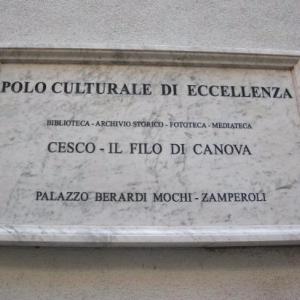 POLO CULTURALE DI ECCELLENZA
BIBLIOTECA - ARCHIVIO STORICO - FOTOTECA - MEDIATECA
CESCO - IL FILO DI CANOVA
PALAZZO BERARDI MOCHI - ZAMPEROLI